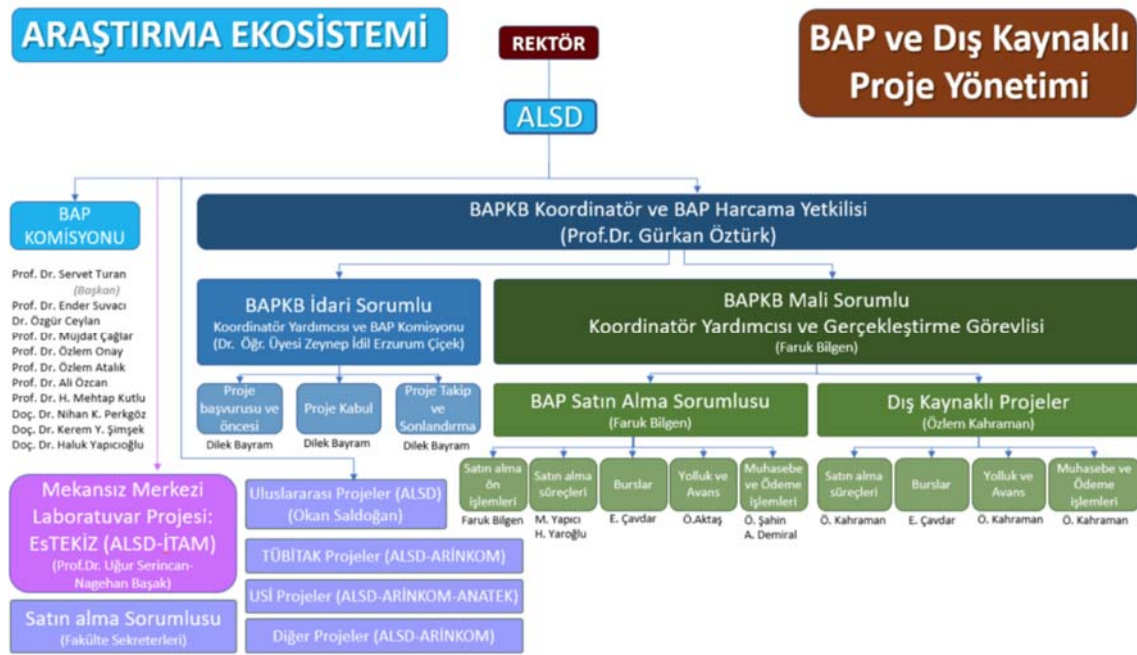 ARAŞTIRMA EKOSİSTEMİ
REKTÖR
BAP ve Dış Kaynaklı
Proje Yönetimi
ALSD
BAP
KOMİSYONU
Prof. Dr. Servet Turan
(Başkan)
Prof. Dr. Ender Suvacı
Dr. Özgür Ceylan
Prof. Dr. Müjdat Çağlar
Prof. Dr. Özlem Onay
Prof. Dr. Özlem Atalık
Prof. Dr. Ali Özcan
Prof. Dr. H. Mehtap Kutlu
Doç. Dr. Nihan K. Perkgöz
Doç. Dr. Kerem Y. Şimşek
Doç. Dr. Haluk Yapıcıoğlu
BAPKB Koordinatör ve BAP Harcama Yetkilisi
(Prof.Dr. Gürkan Öztürk)
BAPKB İdari Sorumlu
Koordinatör Yardımcısı ve BAP Komisyonu
(Dr. Öğr. Üyesi Zeynep İdil Erzurum Çiçek)
Proje
başvurusu ve
öncesi
Dilek Bayram
Proje Kabul
Dilek Bayram
Proje Takip
ve
Sonlandırma
Dilek Bayram
BAPKB Mali Sorumlu
Koordinatör Yardımcısı ve Gerçekleştirme Görevlisi
(Faruk Bilgen)
BAP Satın Alma Sorumlusu
(Faruk Bilgen)
Satın alma
ön
işlemleri
Faruk Bilgen
Satın alma
süreçleri
M. Yapıcı
H. Yaroğlu
Burslar
E. Çavdar
Yolluk ve
Avans
Ö.Aktaş
Muhasebe
ve Ödeme
işlemleri
Ö. Şahin
A. Demiral
Dış Kaynaklı Projeler
(Özlem Kahraman)
Satın alma
süreçleri
Ö. Kahraman
Burslar
E. Çavdar
Yolluk ve
Avans
Ö. Kahraman
Muhasebe ve
Ödeme
işlemleri
Ö. Kahraman
Mekansız Merkezi
Laboratuvar Projesi:
EsTEKİZ (ALSD-İTAM)
(Prof.Dr. Uğur Serincan-
Nagehan Başak)
Satın alma Sorumlusu
(Fakülte Sekreterleri)
Uluslararası Projeler (ALSD)
(Okan Saldoğan)
TÜBİTAK Projeler (ALSD-ARİNKOM)
USİ Projeler (ALSD-ARİNKOM-ANATEK)
Diğer Projeler (ALSD-ARİNKOM)